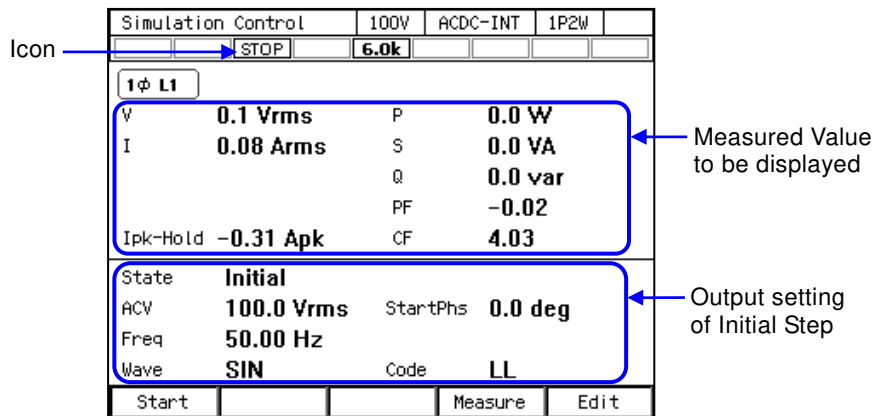 Simulation Control 100V ACDC-INT 1P2W
Icon STOP 6.0k
1Φ L1
V 0.1 Vrms P 0.0 W
I 0.08 Arms S 0.0 VA
Q 0.0 var
PF −0.02
Ipk-Hold −0.31 Apk CF 4.03
Measured Value
to be displayed
State Initial
ACV 100.0 Vrms StartPhs 0.0 deg
Freq 50.00 Hz
Wave SIN Code LL
Output setting
of Initial Step
Start Measure Edit